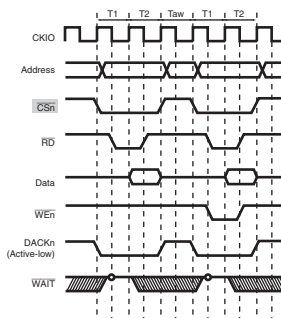 T1 T2 Taw T1 T2
CKIO
Address
CSn
RD
Data
WEn
DACKn
(Active-low)
WAIT